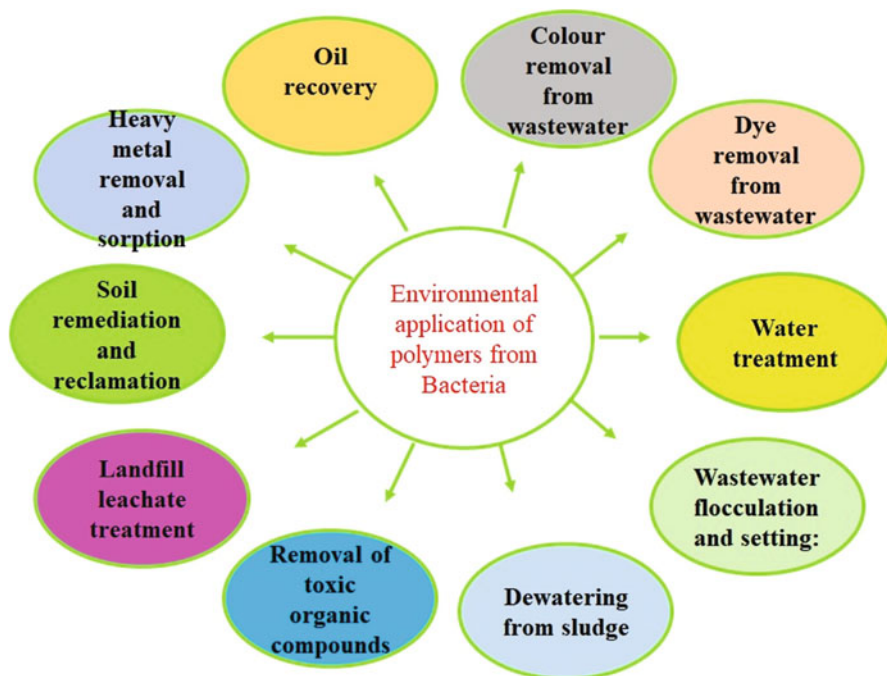 Oil
recovery
Colour
removal
from
wastewater
Heavy
metal
removal
and
sorption
Dye
removal
from
wastewater
Environmental
application of
polymers from
Bacteria
Soil
remediation
and
reclamation
Water
treatment
Landfill
leachate
treatment
Wastewater
flocculation
and setting:
Removal of
toxic
organic
compounds
Dewatering
from sludge